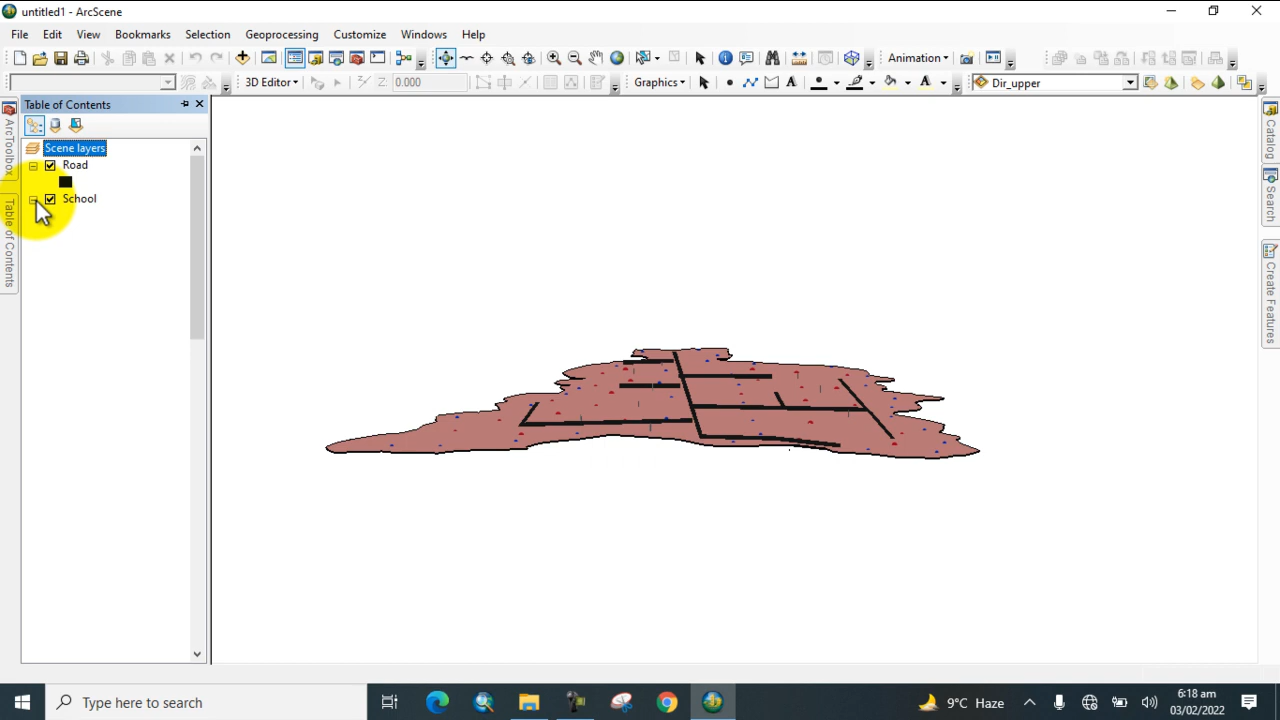 untitled1 - ArcScene
File Edit View Bookmarks Selection Geoprocessing Customize Windows Help
Animation
3D Editor 0.000 Graphics A A Dir_upper
Table of Contents
Scene layers
Road
School
ArcToolbox
Table of Contents
Catalog
Search
Create Features
Type here to search
9°C Haze
6:18 am
03/02/2022